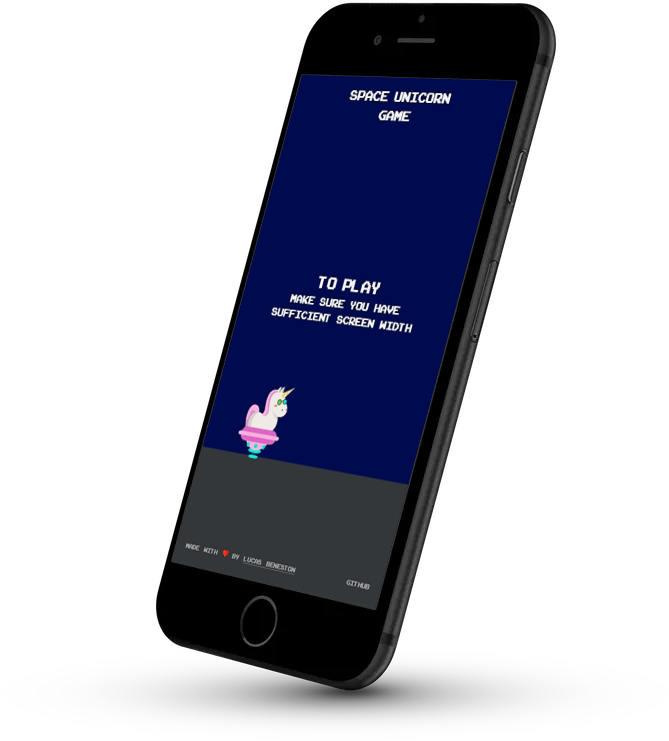 SPACE UNICORN
GAME
TO PLAY
MAKE SURE YOU HAVE
SUFFICIENT SCREEN WIDTH
MADE WITH ❤ BY LUCAS BENESTON
GITHUB